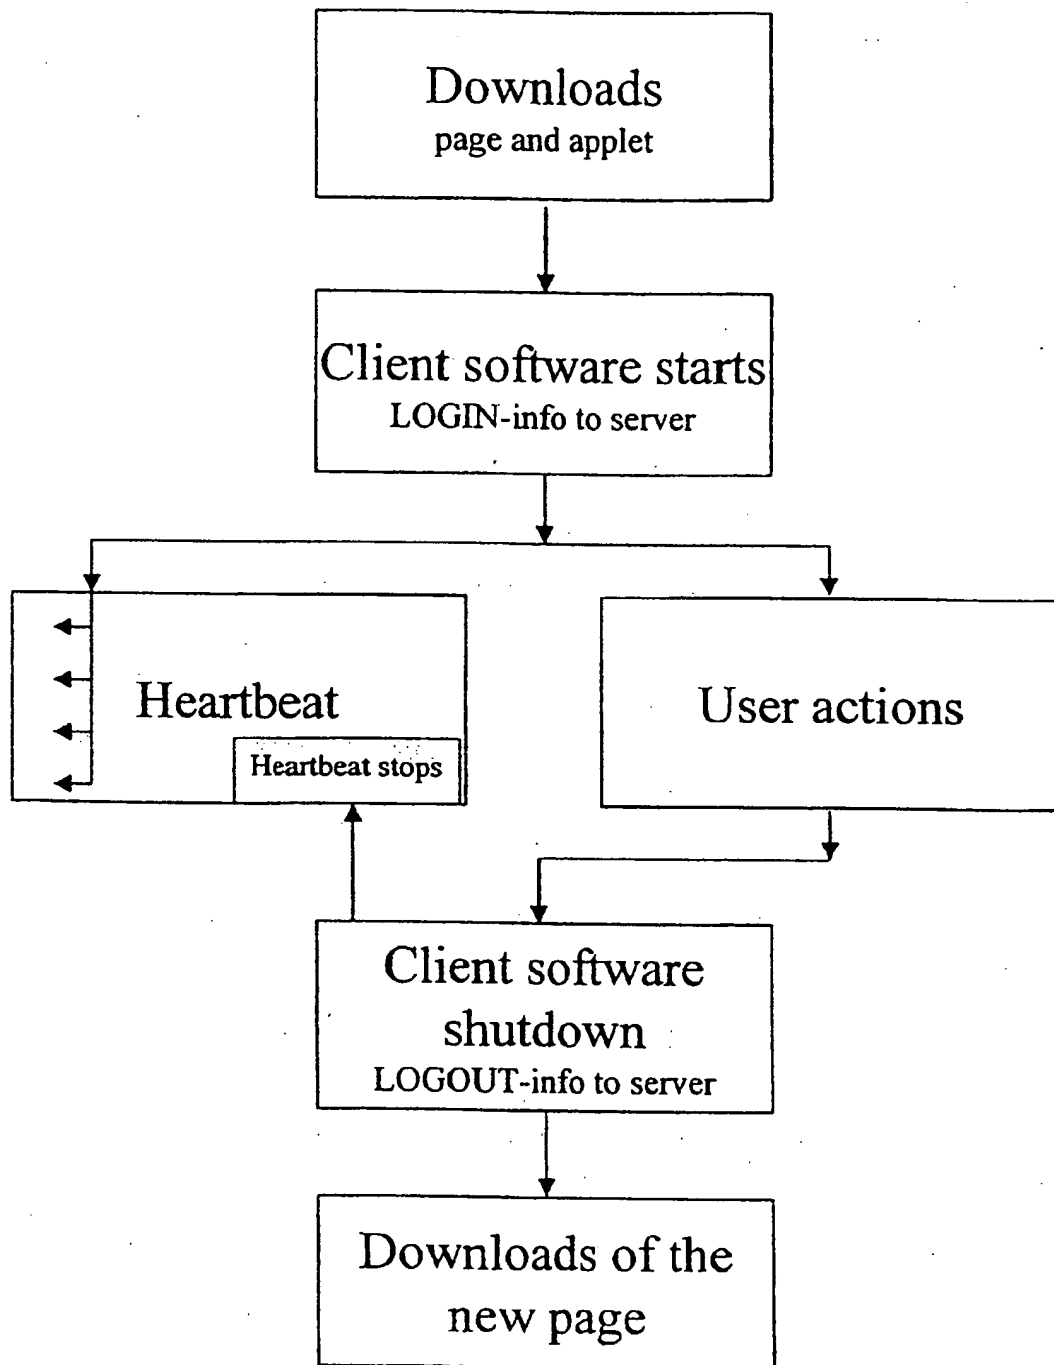 Downloads
page and applet
Client software starts
LOGIN-info to server
Heartbeat
Heartbeat stops
User actions
Client software
shutdown
LOGOUT-info to server
Downloads of the
new page